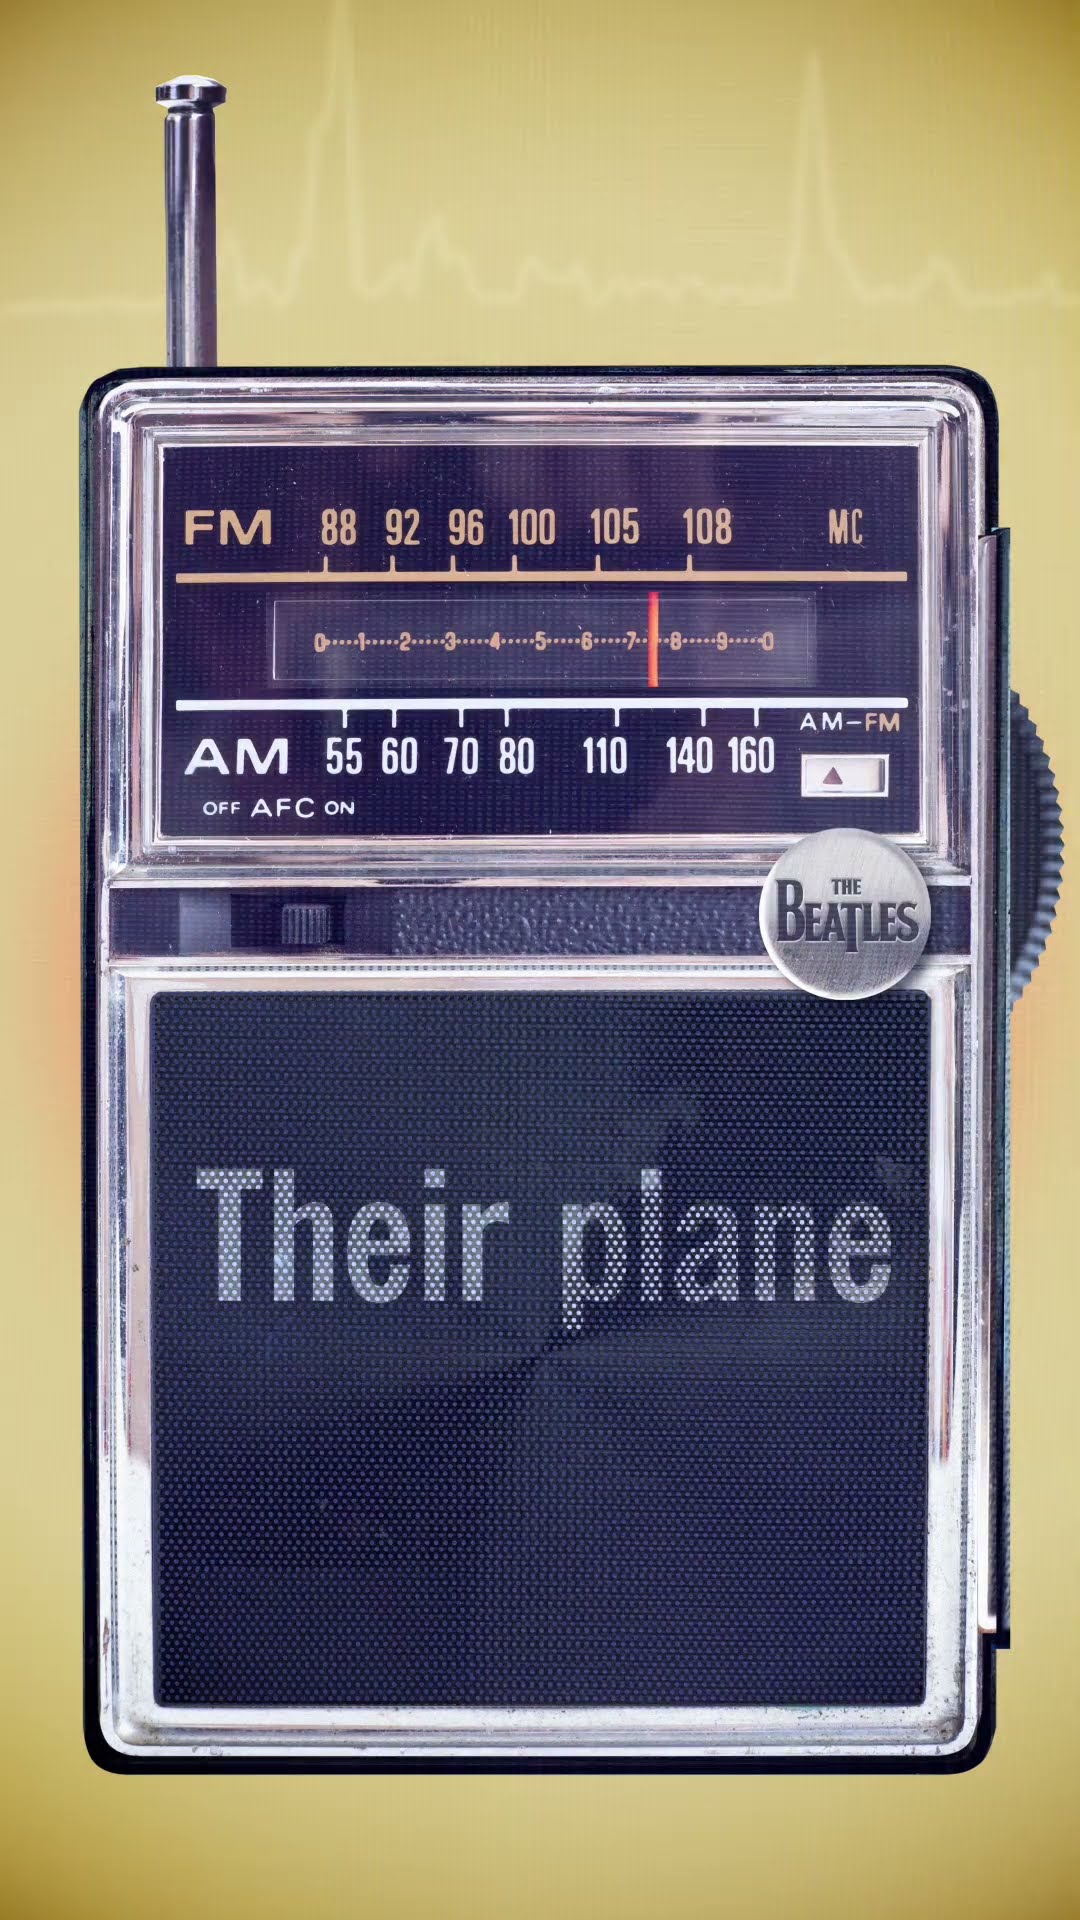 FM 88 92 96 100 105 108 MC
0 1 2 3 4 5 6 7 8 9 0
AM 55 60 70 80 110 140 160
AM-FM
OFF AFC ON
THE
BEATLES
Their plane